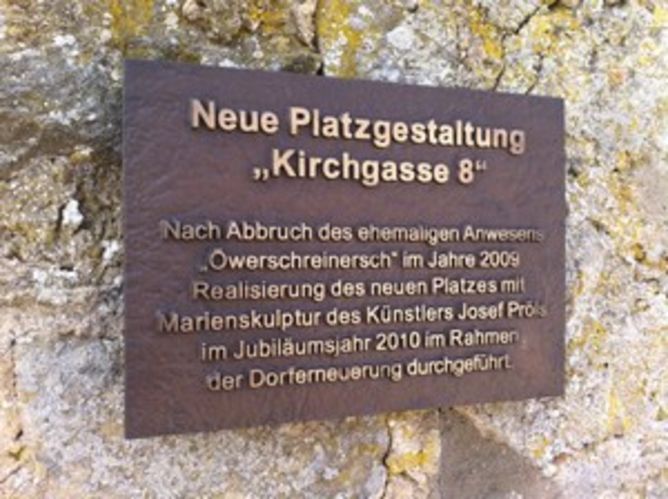 Neue Platzgestaltung
„Kirchgasse 8“
Nach Abbruch des ehemaligen Anwesens
„Öwerschreinersch“ im Jahre 2009
Realisierung des neuen Platzes mit
Marienskulptur des Künstlers Josef
im Jubiläumsjahr 2010 im Rahmen
der Dorferneuerung durchgeführt.